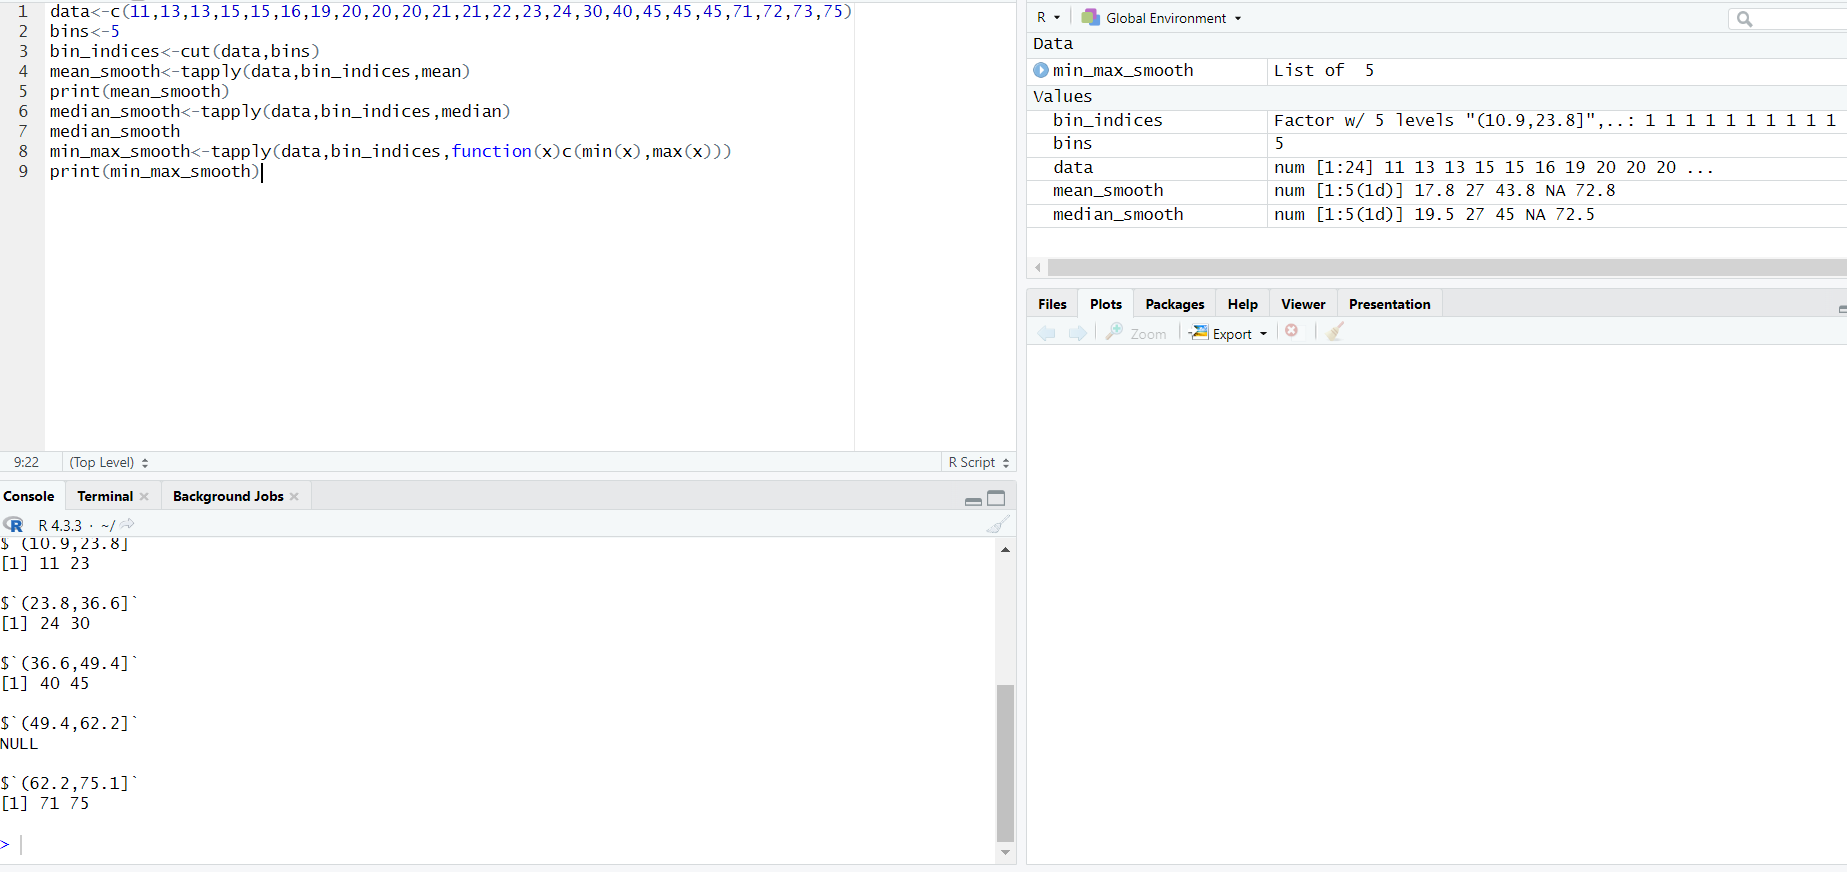 1 data<-c(11,13,13,15,15,16,19,20,20,20,21,21,22,23,24,30,40,45,45,45,71,72,73,75)
2 bins<-5
3 bin_indices<-cut(data,bins)
4 mean_smooth<-tapply(data,bin_indices,mean)
5 print(mean_smooth)
6 median_smooth<-tapply(data,bin_indices,median)
7 median_smooth
8 min_max_smooth<-tapply(data,bin_indices,function(x)c(min(x),max(x)))
9 print(min_max_smooth)
9:22 (Top Level) R Script
Console Terminal Background Jobs
R R 4.3.3 · ~/
$`(10.9,23.8]`
[1] 11 23
$`(23.8,36.6]`
[1] 24 30
$`(36.6,49.4]`
[1] 40 45
$`(49.4,62.2]`
NULL
$`(62.2,75.1]`
[1] 71 75
>
R Global Environment
Data
min_max_smooth List of 5
Values
bin_indices Factor w/ 5 levels "(10.9,23.8]",..: 1 1 1 1 1 1 1 1 1 1
bins 5
data num [1:24] 11 13 13 15 15 16 19 20 20 20 ...
mean_smooth num [1:5(1d)] 17.8 27 43.8 NA 72.8
median_smooth num [1:5(1d)] 19.5 27 45 NA 72.5
Files Plots Packages Help Viewer Presentation
Zoom Export